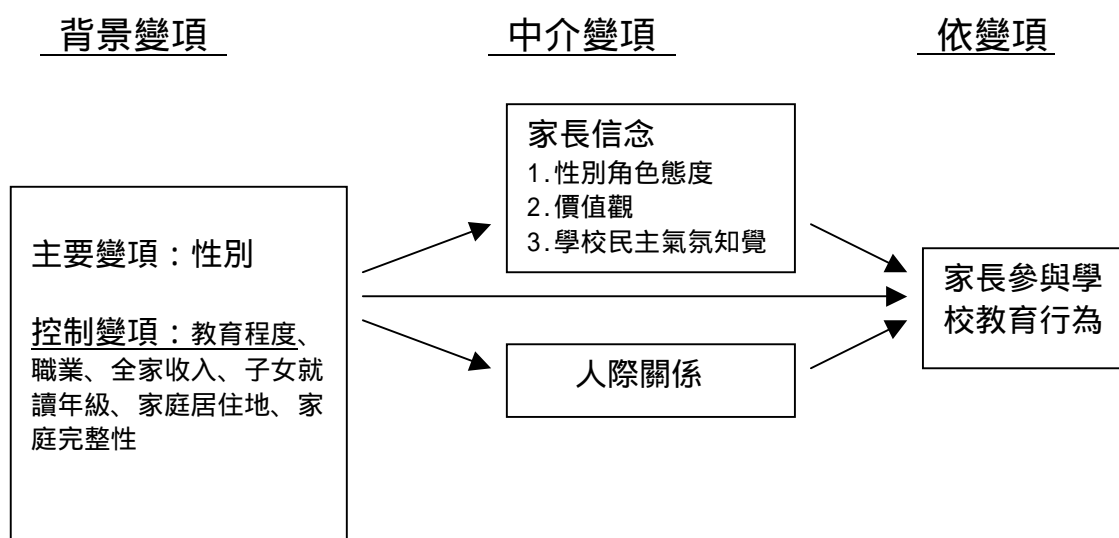 背景變項
中介變項
依變項
家長信念
1.性別角色態度
2.價值觀
3.學校民主氣氛知覺
主要變項：性別
控制變項：教育程度、
職業、全家收入、子女就
讀年級、家庭居住地、家
庭完整性
人際關係
家長參與學
校教育行為